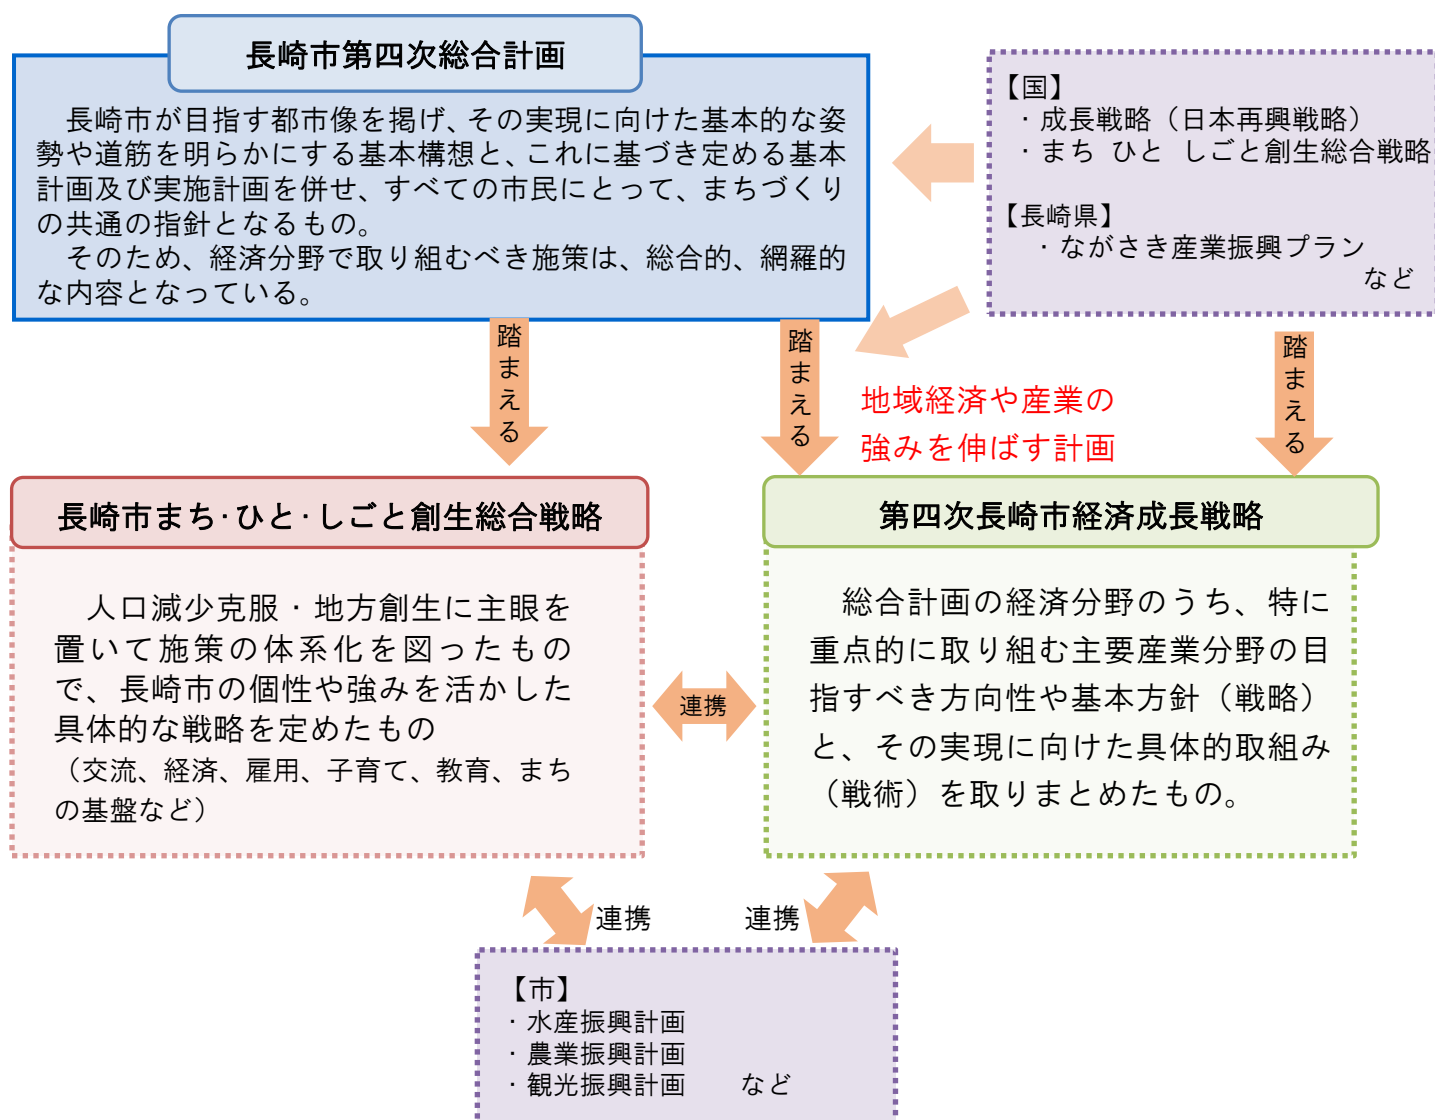 長崎市第四次総合計画
長崎市が目指す都市像を掲げ、その実現に向けた基本的な姿
勢や道筋を明らかにする基本構想と、これに基づき定める基本
計画及び実施計画を併せ、すべての市民にとって、まちづくり
の共通の指針となるもの。
そのため、経済分野で取り組むべき施策は、総合的、網羅的
な内容となっている。
【国】
・成長戦略（日本再興戦略）
・まち ひと しごと創生総合戦略
【長崎県】
・ながさき産業振興プラン
など
踏まえる
踏まえる
踏まえる
地域経済や産業の
強みを伸ばす計画
長崎市まち・ひと・しごと創生総合戦略
人口減少克服・地方創生に主眼を
置いて施策の体系化を図ったもの
で、長崎市の個性や強みを活かした
具体的な戦略を定めたもの
（交流、経済、雇用、子育て、教育、まち
の基盤など）
連携
第四次長崎市経済成長戦略
総合計画の経済分野のうち、特に
重点的に取り組む主要産業分野の目
指すべき方向性や基本方針（戦略）
と、その実現に向けた具体的取組み
（戦術）を取りまとめたもの。
連携
連携
【市】
・水産振興計画
・農業振興計画
・観光振興計画　　など